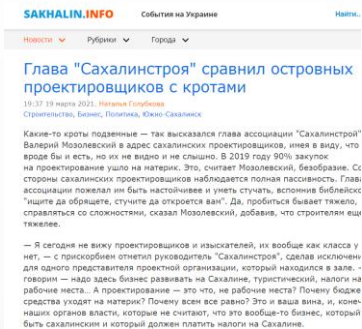 SAKHALIN.INFO
События на Украине
Найти..
Новости
Рубрики
Города
Глава "Сахалинстроя" сравнил островных
проектировщиков с кротами
19:37 19 марта 2021. Наталья Голубкова
Строительство, Бизнес, Политика, Южно-Сахалинск
Какие-то кроты подземные — так высказался глава ассоциации "Сахалинстрой"
Валерий Мозолевский в адрес сахалинских проектировщиков, имея в виду, что
вроде бы и есть, но их не видно и не слышно. В 2019 году 90% закупок
на проектирование ушло на материк. Это, считает Мозолевский, безобразие. Со
стороны сахалинских проектировщиков наблюдается полная пассивность. Глава
ассоциации пожелал им быть настойчивее и уметь стучать, вспомнив библейско
"ищите да обрящете, стучите да откроется вам". Да, пробиться бывает тяжело,
справляться со сложностями, сказал Мозолевский, добавив, что строителям ещё
тяжелее.
— Я сегодня не вижу проектировщиков и изыскателей, их вообще как класса у
нет, — с прискорбием отметил руководитель "Сахалинстроя", сделав исключени
для одного представителя проектной организации, который находился в зале. —
говорим — надо здесь бизнес развивать на Сахалине, туристический, налоги на
рабочие места... А проектирование — это что, не рабочие места? Почему бюдже
средства уходят на материк? Почему всем все равно? Это и ваша вина, и, коне
наших органов власти, которые не считают, что это вообще-то бизнес, который
быть сахалинским и который должен платить налоги на Сахалине.